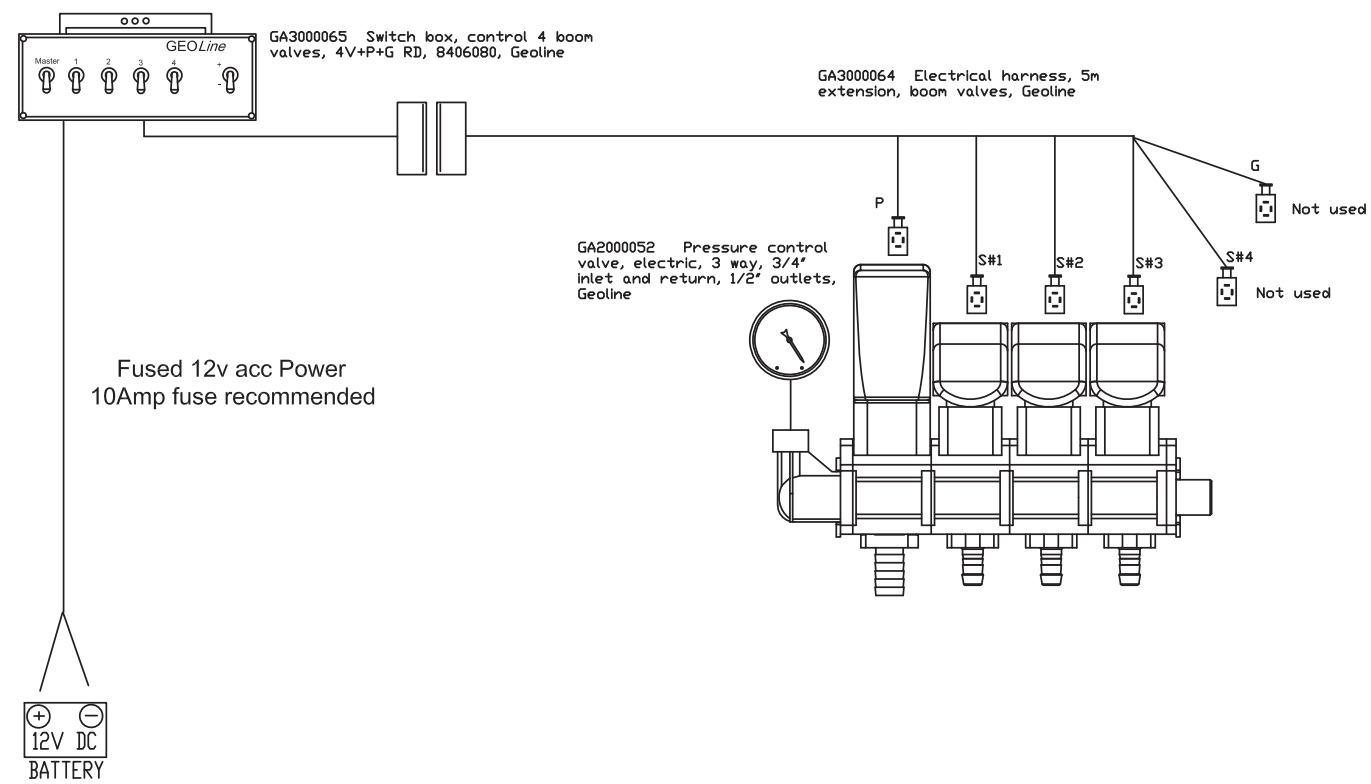 GEOLine
Master 1 2 3 4 +
-
GA3000065 Switch box, control 4 boom
valves, 4V+P+G RD, 8406080, Geoline
GA3000064 Electrical harness, 5m
extension, boom valves, Geoline
G
Not used
P
S#1
S#2
S#3
S#4
Not used
GA2000052 Pressure control
valve, electric, 3 way, 3/4"
inlet and return, 1/2" outlets,
Geoline
Fused 12v acc Power
10Amp fuse recommended
+ −
12V DC
BATTERY